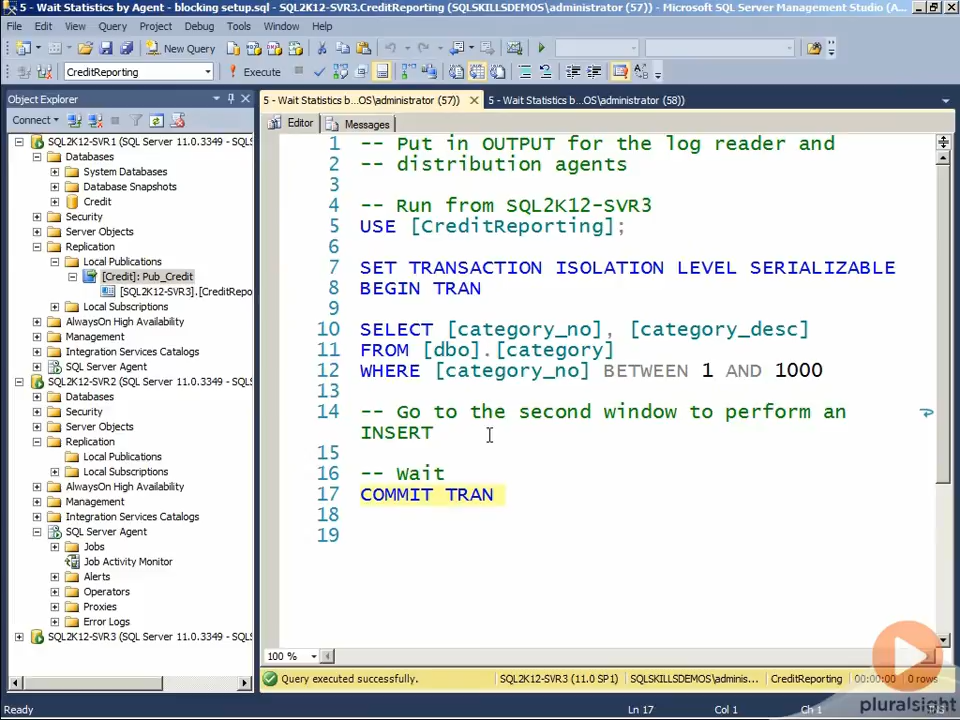 5 - Wait Statistics by Agent - blocking setup.sql - SQL2K12-SVR3.CreditReporting (SQLSKILLSDEMOS\administrator (57)) - Microsoft SQL Server Management Studio (A...
File Edit View Query Project Debug Tools Window Help
New Query
CreditReporting Execute
Object Explorer
Connect
SQL2K12-SVR1 (SQL Server 11.0.3349 - SQLS
Databases
System Databases
Database Snapshots
Credit
Security
Server Objects
Replication
Local Publications
[Credit]: Pub_Credit
[SQL2K12-SVR3].[CreditRepo
Local Subscriptions
AlwaysOn High Availability
Management
Integration Services Catalogs
SQL Server Agent
SQL2K12-SVR2 (SQL Server 11.0.3349 - SQLS
Databases
Security
Server Objects
Replication
Local Publications
Local Subscriptions
AlwaysOn High Availability
Management
Integration Services Catalogs
SQL Server Agent
Jobs
Job Activity Monitor
Alerts
Operators
Proxies
Error Logs
SQL2K12-SVR3 (SQL Server 11.0.3349 - SQLS
5 - Wait Statistics b...OS\administrator (57)) 5 - Wait Statistics b...OS\administrator (58))
Editor Messages
1 -- Put in OUTPUT for the log reader and
2 -- distribution agents
3
4 -- Run from SQL2K12-SVR3
5 USE [CreditReporting];
6
7 SET TRANSACTION ISOLATION LEVEL SERIALIZABLE
8 BEGIN TRAN
9
10 SELECT [category_no], [category_desc]
11 FROM [dbo].[category]
12 WHERE [category_no] BETWEEN 1 AND 1000
13
14 -- Go to the second window to perform an
INSERT
15
16 -- Wait
17 COMMIT TRAN
18
19
100 %
Query executed successfully. SQL2K12-SVR3 (11.0 SP1) SQLSKILLSDEMOS\adminis... CreditReporting 00:00:00 0 rows
Ready Ln 17 Col 1 Ch 1
pluralsight